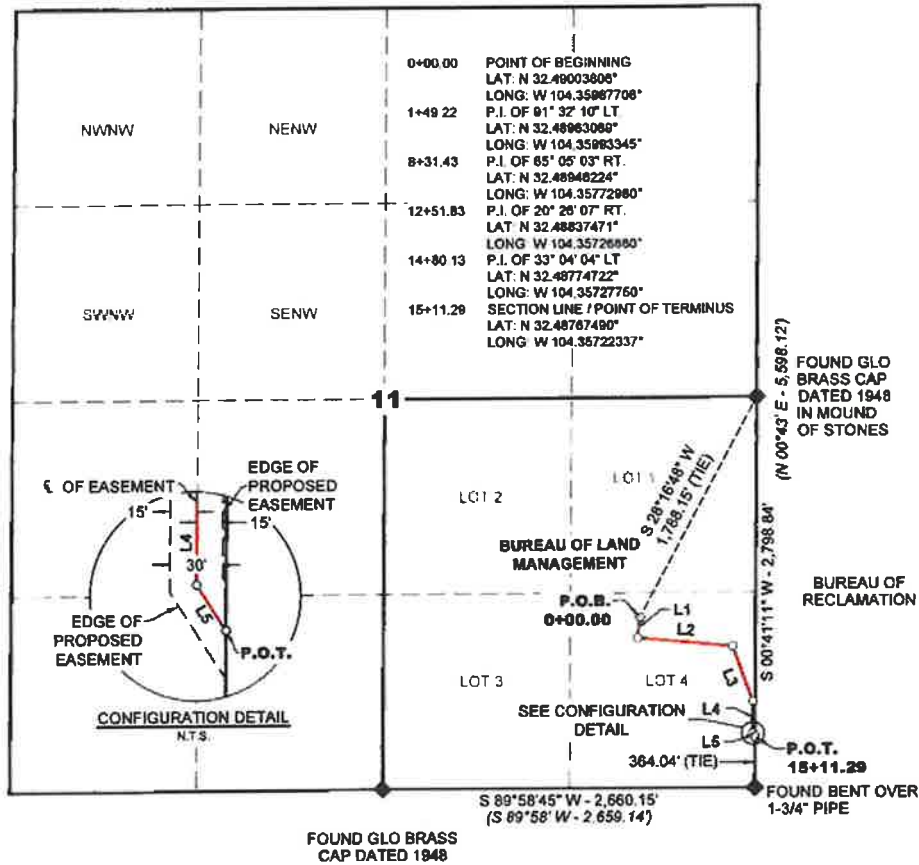 0+00.00 POINT OF BEGINNING
LAT: N 32.49003806°
LONG: W 104.35987706°
1+49.22 P.I. OF 91° 32' 10" LT.
LAT: N 32.48963069°
LONG: W 104.35993345°
8+31.43 P.I. OF 65° 05' 03" RT.
LAT: N 32.48946224°
LONG: W 104.35772980°
12+51.83 P.I. OF 20° 26' 07" RT.
LAT: N 32.48837471°
LONG: W 104.35726880°
14+80.13 P.I. OF 33° 04' 04" LT
LAT: N 32.48774722°
LONG: W 104.35727760°
15+11.29 SECTION LINE / POINT OF TERMINUS
LAT: N 32.48767490°
LONG: W 104.35722337°
NWNW
NENW
SWNW
SENW
11
(N 00°43' E - 5,598.12')
FOUND GLO
BRASS CAP
DATED 1948
IN MOUND
OF STONES
LOT 2
LOT 1
S 28°16'48" W
1,788.15' (TIE)
BUREAU OF LAND
MANAGEMENT
S 00°41'11" W - 2,798.84'
BUREAU OF
RECLAMATION
P.O.B.
0+00.00
L1
L2
L3
LOT 3
LOT 4
SEE CONFIGURATION
DETAIL
L4
L5
P.O.T.
15+11.29
364.04' (TIE)
℄ OF EASEMENT
EDGE OF
PROPOSED
EASEMENT
15'
15'
L4
30'
L5
EDGE OF
PROPOSED
EASEMENT
P.O.T.
CONFIGURATION DETAIL
N.T.S.
S 89°58'45" W - 2,660.15'
(S 89°58' W - 2,659.14')
FOUND BENT OVER
1-3/4" PIPE
FOUND GLO BRASS
CAP DATED 1948